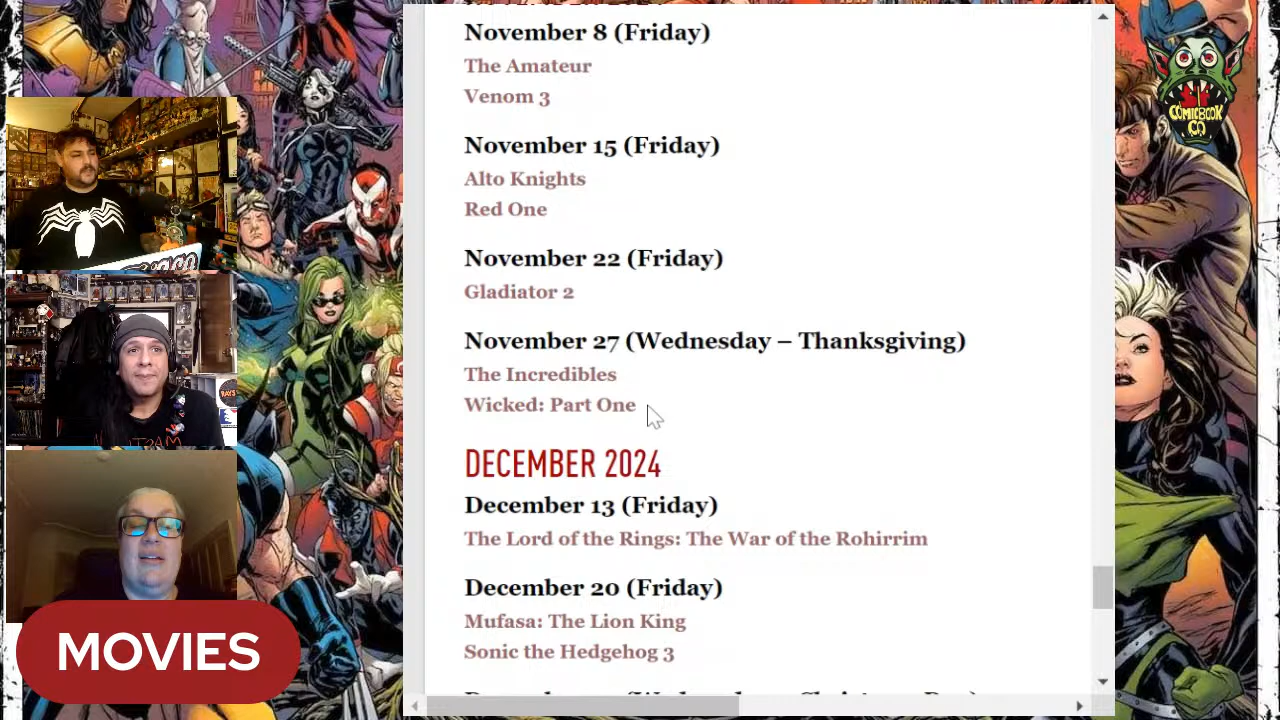 November 8 (Friday)
The Amateur
Venom 3
November 15 (Friday)
Alto Knights
Red One
November 22 (Friday)
Gladiator 2
November 27 (Wednesday – Thanksgiving)
The Incredibles
Wicked: Part One
DECEMBER 2024
December 13 (Friday)
The Lord of the Rings: The War of the Rohirrim
December 20 (Friday)
Mufasa: The Lion King
Sonic the Hedgehog 3
COMICBOOK
CO
MOVIES